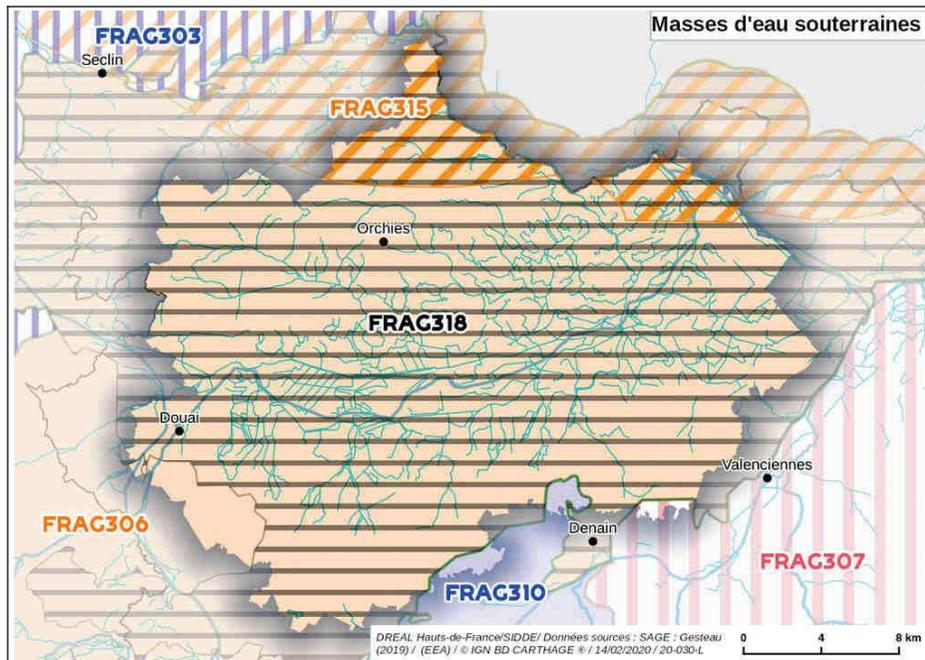 Masses d'eau souterraines
FRAG303
Seclin
FRAG315
Orchies
FRAG318
Douai
Valenciennes
FRAG306
Denain
FRAG307
FRAG310
DREAL Hauts-de-France/SIDDE/ Données sources : SAGE : Gesteau
(2019) / (EEA) / © IGN BD CARTHAGE ® / 14/02/2020 / 20-030-L
0 4 8 km